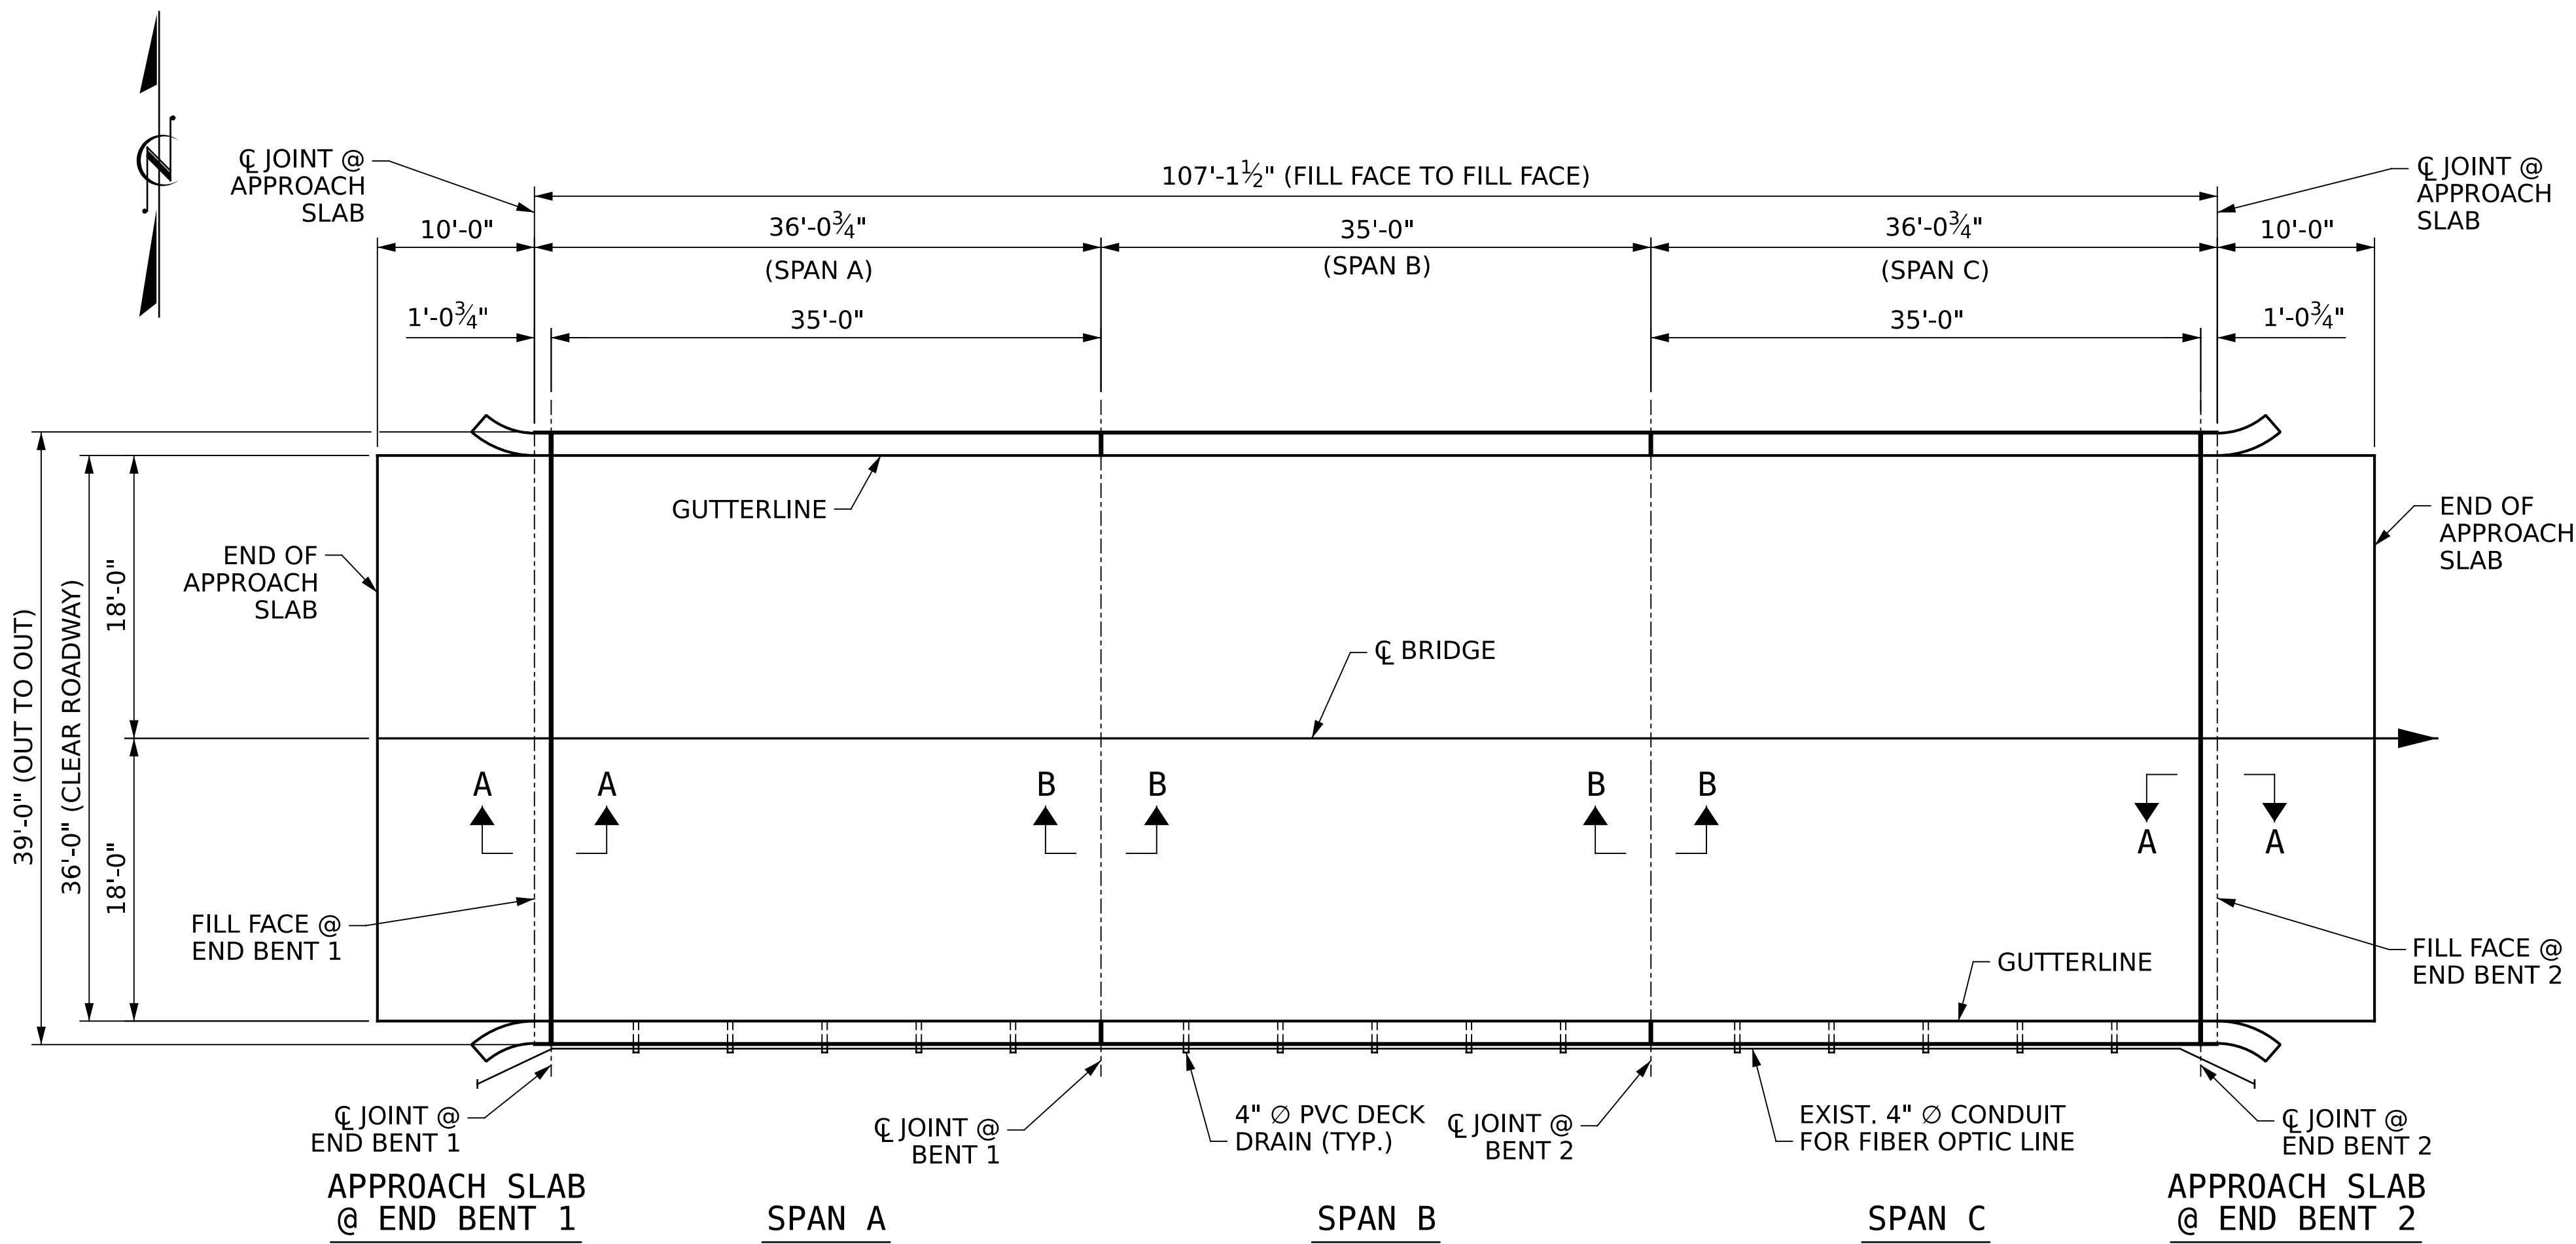 ℄ JOINT @
APPROACH
SLAB
107'-1½" (FILL FACE TO FILL FACE)
℄ JOINT @
APPROACH
SLAB
10'-0"
36'-0¾"
35'-0"
36'-0¾"
10'-0"
(SPAN A)
(SPAN B)
(SPAN C)
1'-0¾"
35'-0"
35'-0"
1'-0¾"
N
GUTTERLINE
END OF
APPROACH
SLAB
END OF
APPROACH
SLAB
39'-0" (OUT TO OUT)
36'-0" (CLEAR ROADWAY)
18'-0"
18'-0"
℄ BRIDGE
A
A
B
B
B
B
A
A
FILL FACE @
END BENT 1
GUTTERLINE
FILL FACE @
END BENT 2
℄ JOINT @
END BENT 1
℄ JOINT @
BENT 1
4" ∅ PVC DECK
DRAIN (TYP.)
℄ JOINT @
BENT 2
EXIST. 4" ∅ CONDUIT
FOR FIBER OPTIC LINE
℄ JOINT @
END BENT 2
APPROACH SLAB
@ END BENT 1
SPAN A
SPAN B
SPAN C
APPROACH SLAB
@ END BENT 2